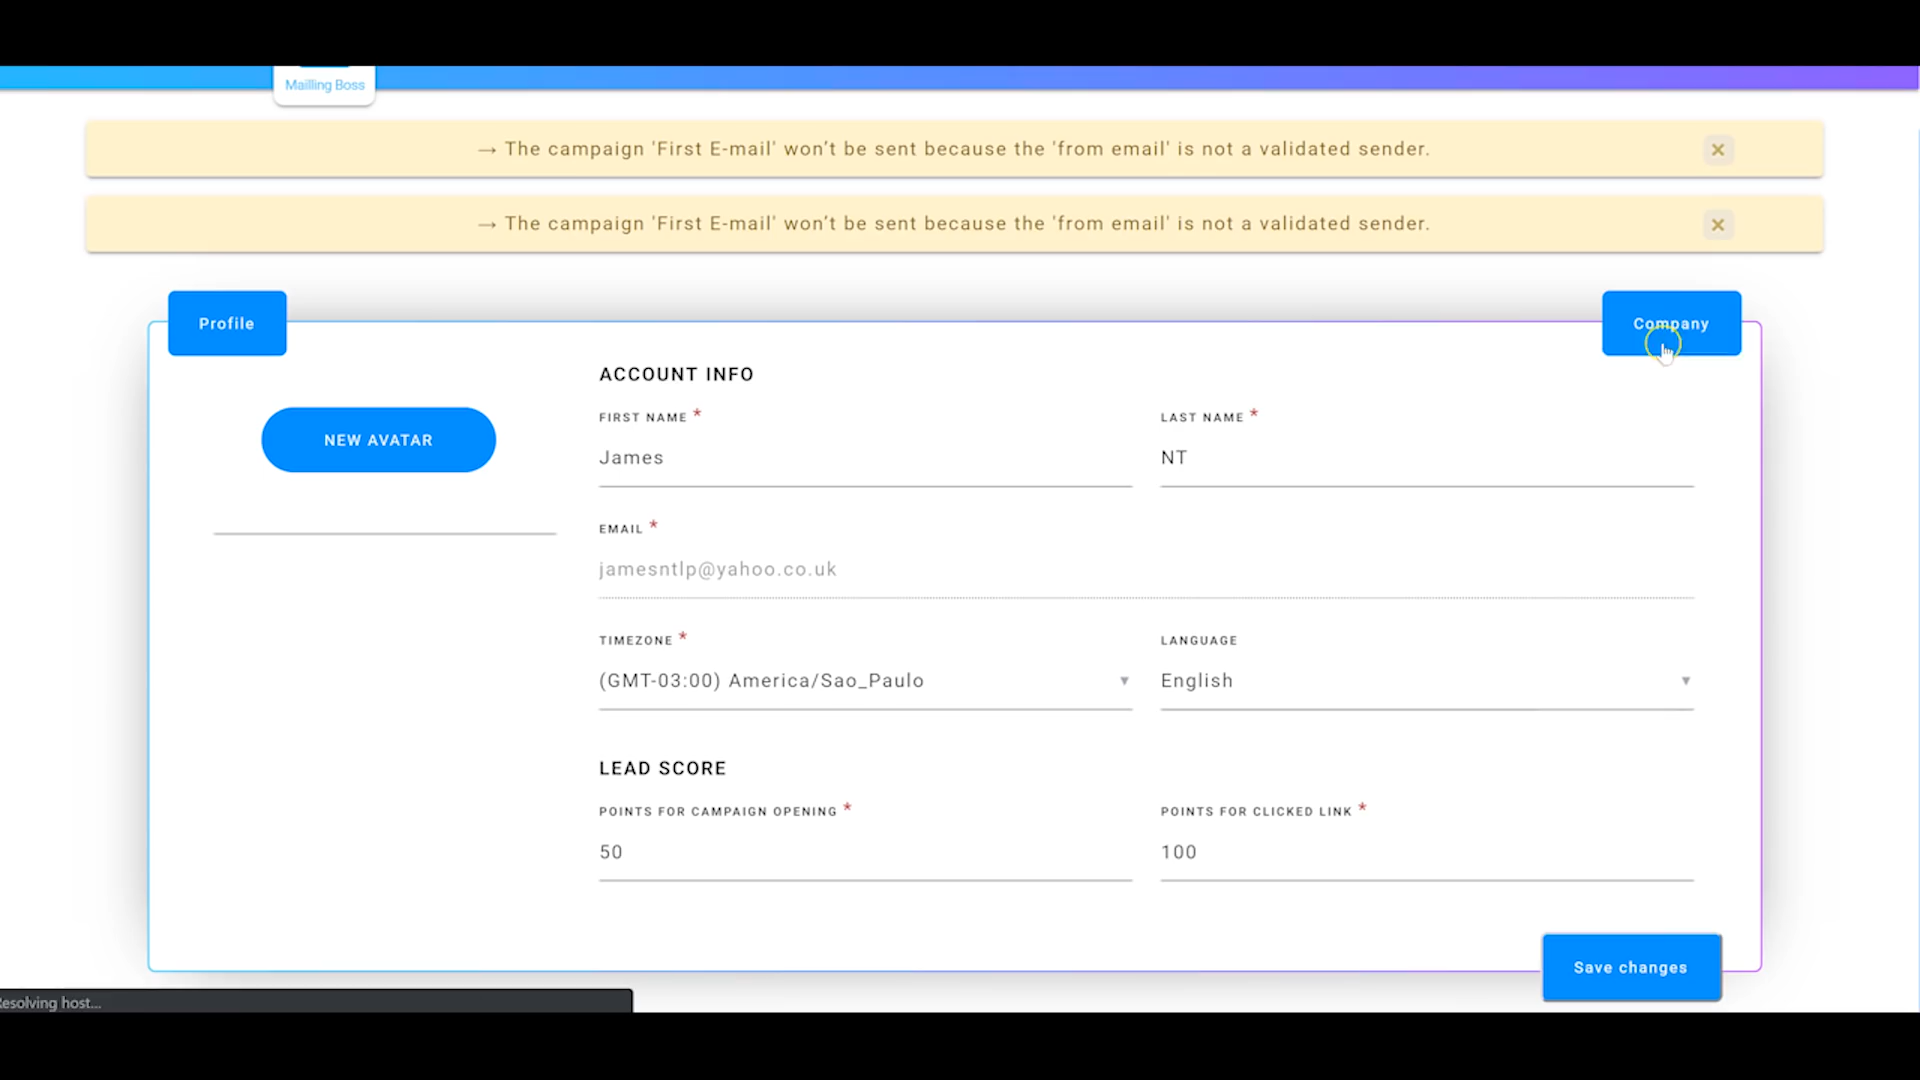 Mailling Boss
→ The campaign 'First E-mail' won't be sent because the 'from email' is not a validated sender.
→ The campaign 'First E-mail' won't be sent because the 'from email' is not a validated sender.
Profile
Company
NEW AVATAR
ACCOUNT INFO
FIRST NAME *
LAST NAME *
James
NT
EMAIL *
jamesntlp@yahoo.co.uk
TIMEZONE *
LANGUAGE
(GMT-03:00) America/Sao_Paulo
English
LEAD SCORE
POINTS FOR CAMPAIGN OPENING *
POINTS FOR CLICKED LINK *
50
100
Save changes
Resolving host...